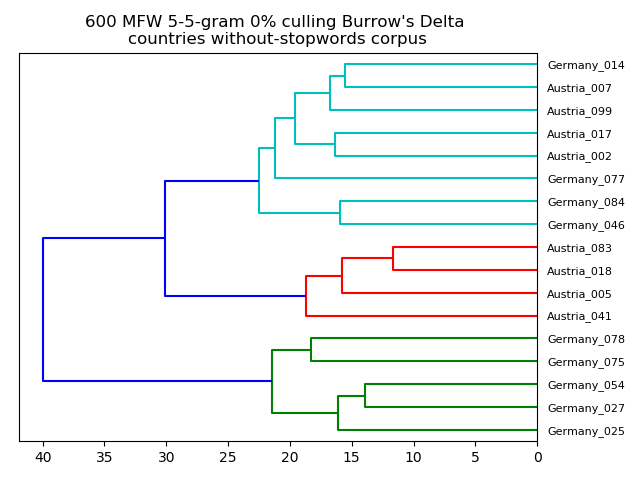 600 MFW 5-5-gram 0% culling Burrow's Delta
countries without-stopwords corpus
Germany_014
Austria_007
Austria_099
Austria_017
Austria_002
Germany_077
Germany_084
Germany_046
Austria_083
Austria_018
Austria_005
Austria_041
Germany_078
Germany_075
Germany_054
Germany_027
Germany_025
40 35 30 25 20 15 10 5 0